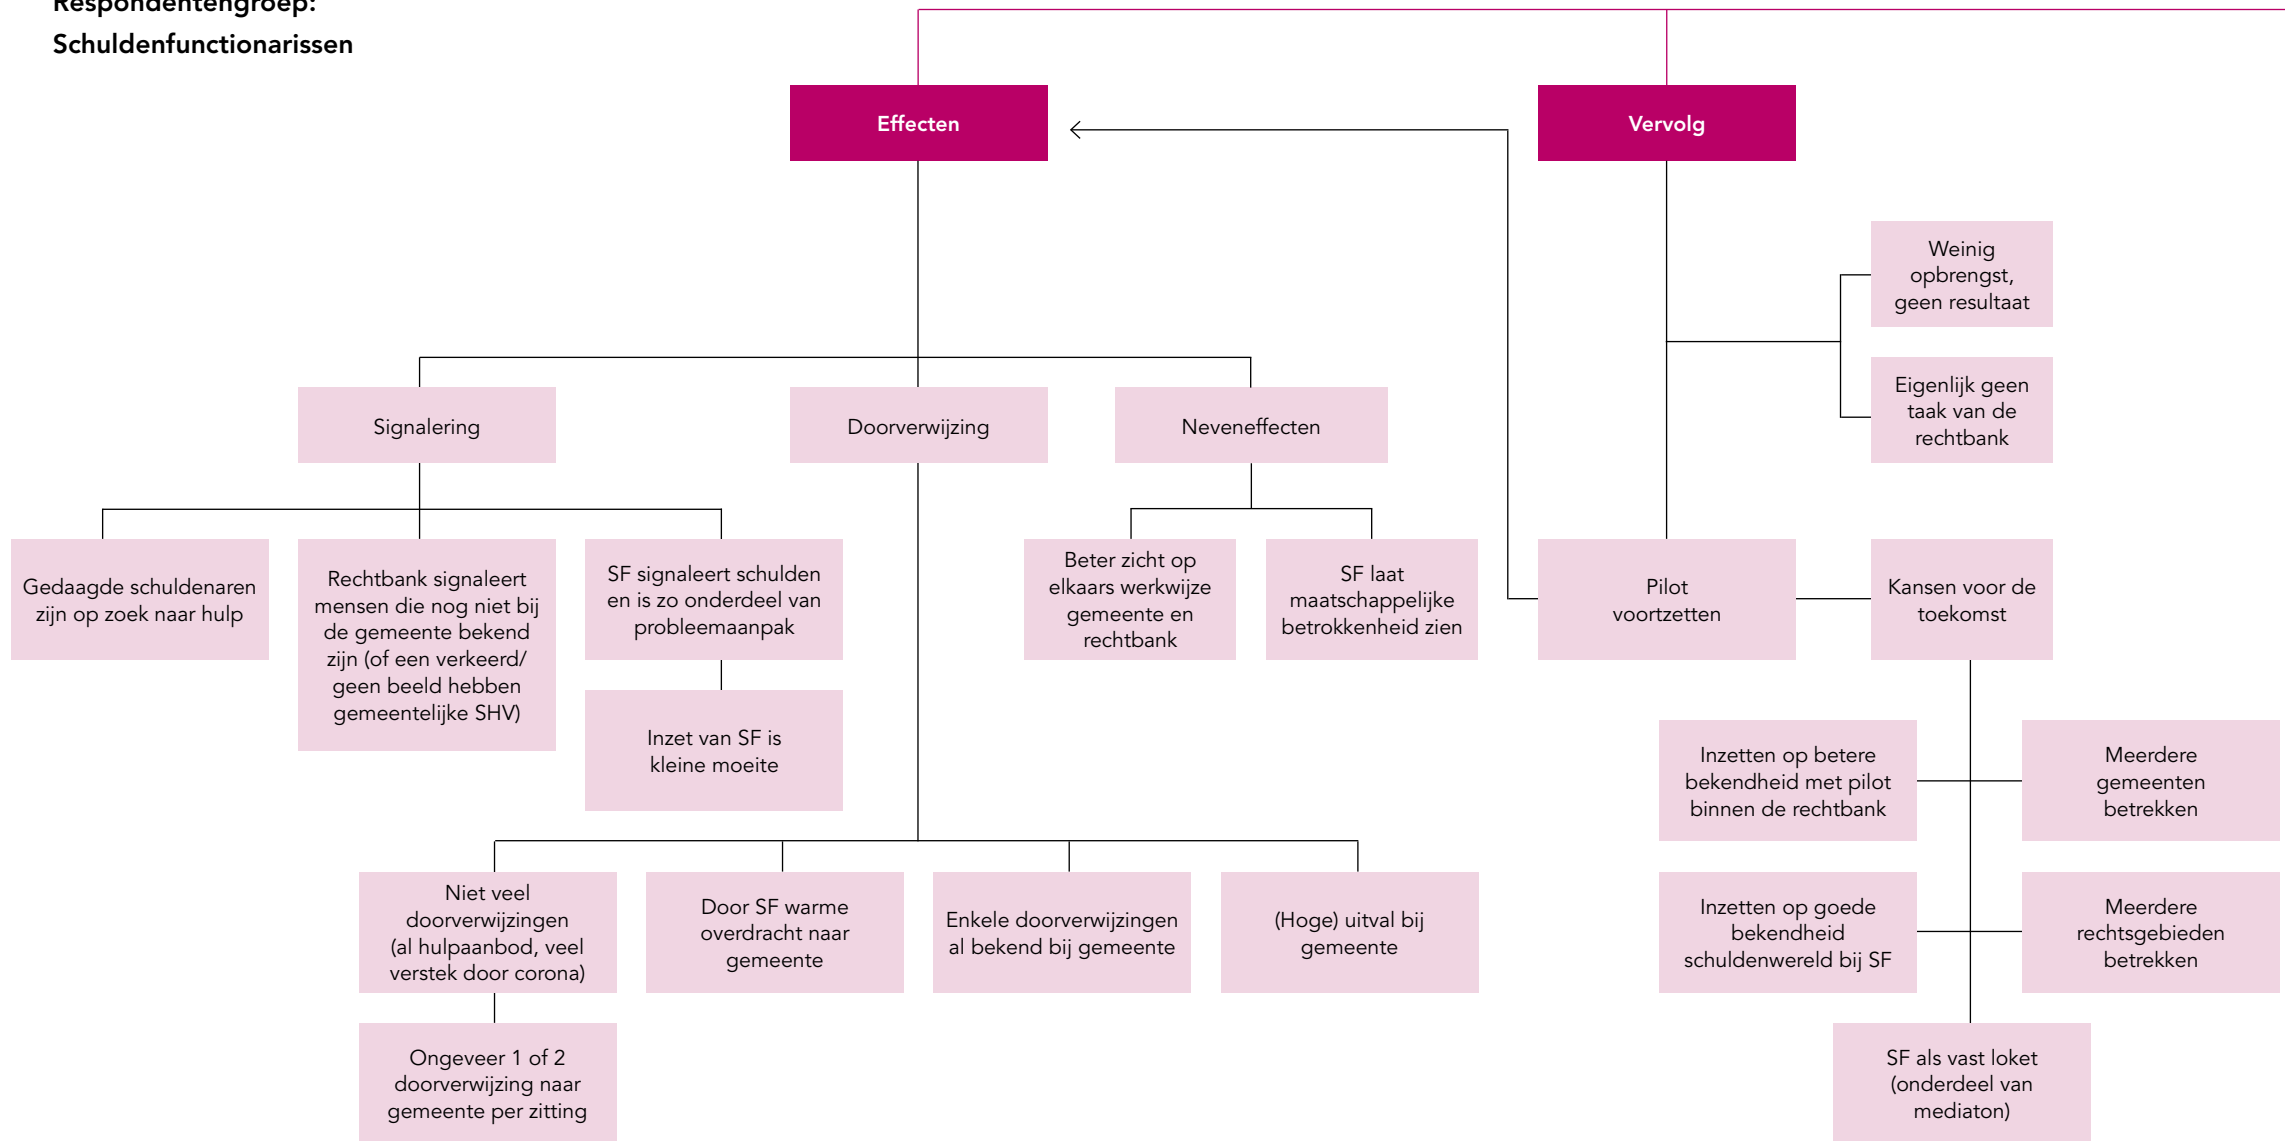 Respondentengroep:
Schuldenfunctionarissen
Effecten
Vervolg
Weinig
opbrengst,
geen resultaat
Eigenlijk geen
taak van de
rechtbank
Signalering
Doorverwijzing
Neveneffecten
Gedaagde schuldenaren
zijn op zoek naar hulp
Rechtbank signaleert
mensen die nog niet bij
de gemeente bekend
zijn (of een verkeerd/
geen beeld hebben
gemeentelijke SHV)
SF signaleert schulden
en is zo onderdeel van
probleemaanpak
Inzet van SF is
kleine moeite
Beter zicht op
elkaars werkwijze
gemeente en
rechtbank
SF laat
maatschappelijke
betrokkenheid zien
Pilot
voortzetten
Kansen voor de
toekomst
Inzetten op betere
bekendheid met pilot
binnen de rechtbank
Meerdere
gemeenten
betrekken
Niet veel
doorverwijzingen
(al hulpaanbod, veel
verstek door corona)
Door SF warme
overdracht naar
gemeente
Enkele doorverwijzingen
al bekend bij gemeente
(Hoge) uitval bij
gemeente
Inzetten op goede
bekendheid
schuldenwereld bij SF
Meerdere
rechtsgebieden
betrekken
Ongeveer 1 of 2
doorverwijzing naar
gemeente per zitting
SF als vast loket
(onderdeel van
mediaton)